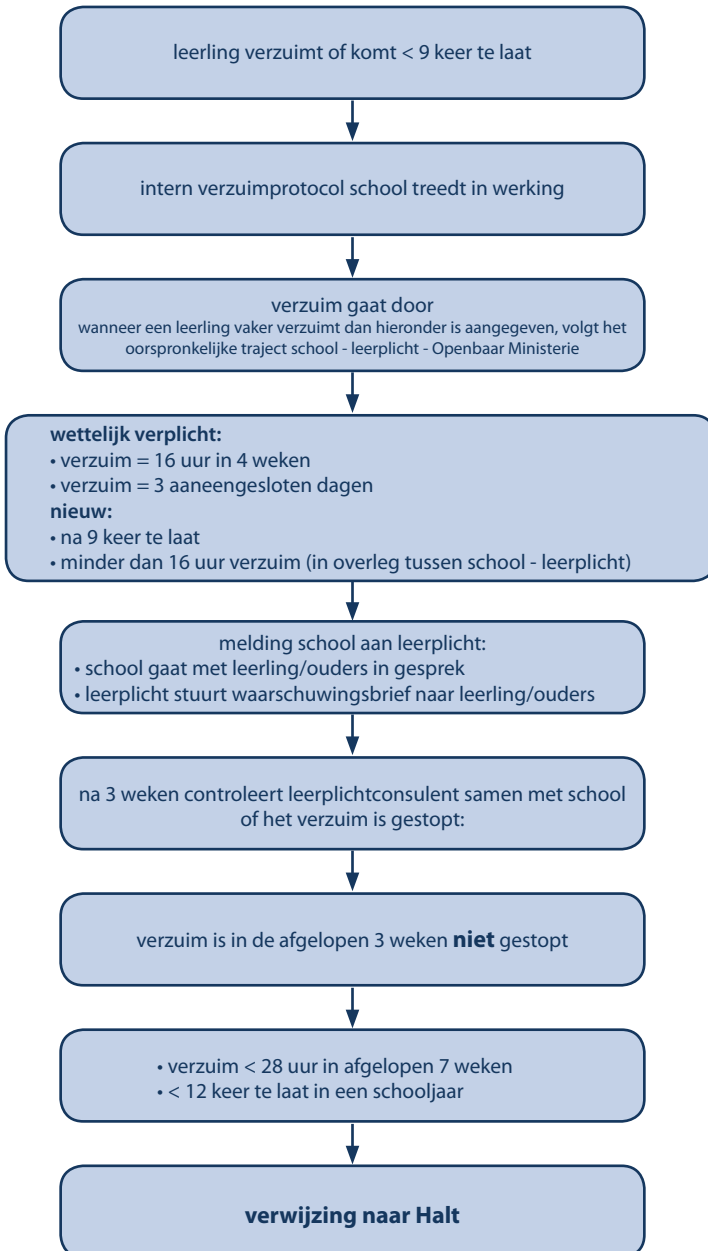 leerling verzuimt of komt < 9 keer te laat
intern verzuimprotocol school treedt in werking
verzuim gaat door
wanneer een leerling vaker verzuimt dan hieronder is aangegeven, volgt het
oorspronkelijke traject school - leerplicht - Openbaar Ministerie
wettelijk verplicht:
• verzuim = 16 uur in 4 weken
• verzuim = 3 aaneengesloten dagen
nieuw:
• na 9 keer te laat
• minder dan 16 uur verzuim (in overleg tussen school - leerplicht)
melding school aan leerplicht:
• school gaat met leerling/ouders in gesprek
• leerplicht stuurt waarschuwingsbrief naar leerling/ouders
na 3 weken controleert leerplichtconsulent samen met school
of het verzuim is gestopt:
verzuim is in de afgelopen 3 weken niet gestopt
• verzuim < 28 uur in afgelopen 7 weken
• < 12 keer te laat in een schooljaar
verwijzing naar Halt